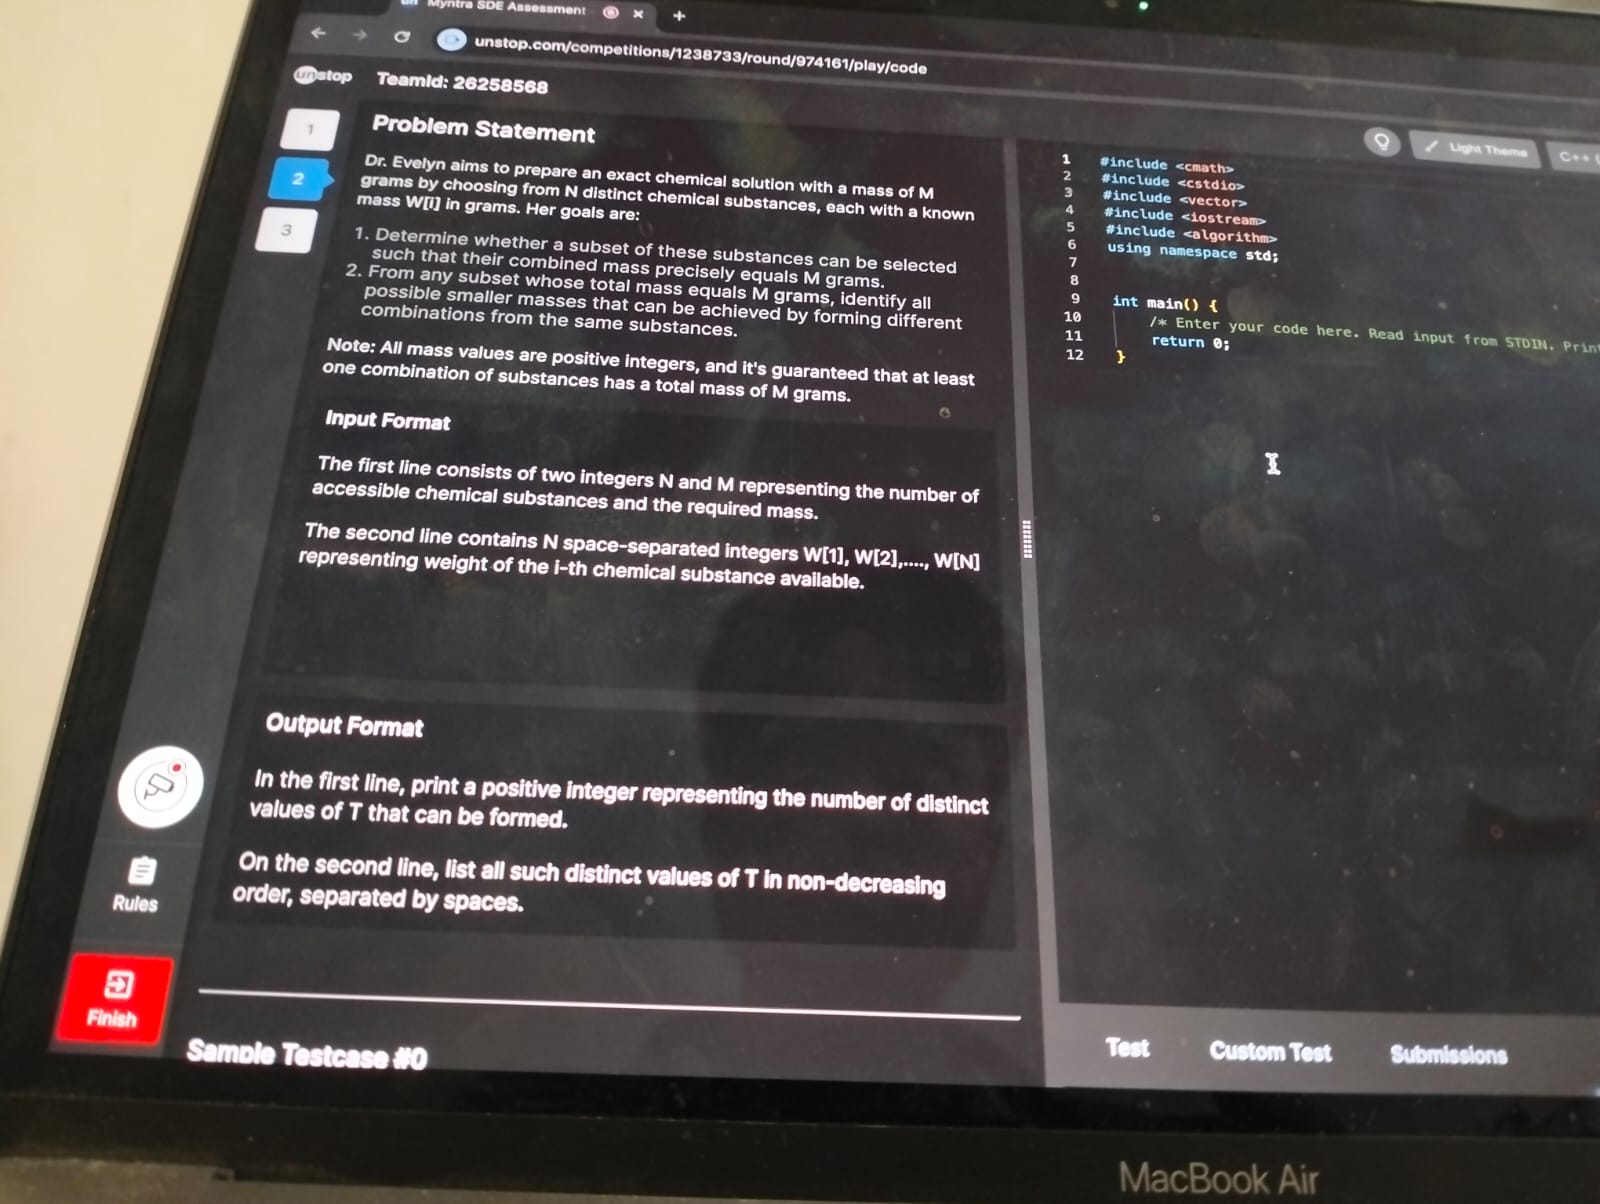 Myntra SDE Assessment
unstop.com/competitions/1238733/round/974161/play/code
unstop TeamId: 26258568
1
2
3
Problem Statement
Dr. Evelyn aims to prepare an exact chemical solution with a mass of M
grams by choosing from N distinct chemical substances, each with a known
mass W[i] in grams. Her goals are:
1. Determine whether a subset of these substances can be selected
such that their combined mass precisely equals M grams.
2. From any subset whose total mass equals M grams, identify all
possible smaller masses that can be achieved by forming different
combinations from the same substances.
Note: All mass values are positive integers, and it's guaranteed that at least
one combination of substances has a total mass of M grams.
Input Format
The first line consists of two integers N and M representing the number of
accessible chemical substances and the required mass.
The second line contains N space-separated integers W[1], W[2],...., W[N]
representing weight of the i-th chemical substance available.
Output Format
In the first line, print a positive integer representing the number of distinct
values of T that can be formed.
On the second line, list all such distinct values of T in non-decreasing
order, separated by spaces.
Sample Testcase #0
Rules
Finish
Light Theme
C++
1 #include <cmath>
2 #include <cstdio>
3 #include <vector>
4 #include <iostream>
5 #include <algorithm>
6 using namespace std;
7
8
9 int main() {
10 /* Enter your code here. Read input from STDIN. Prin
11 return 0;
12 }
Test Custom Test Submissions
MacBook Air